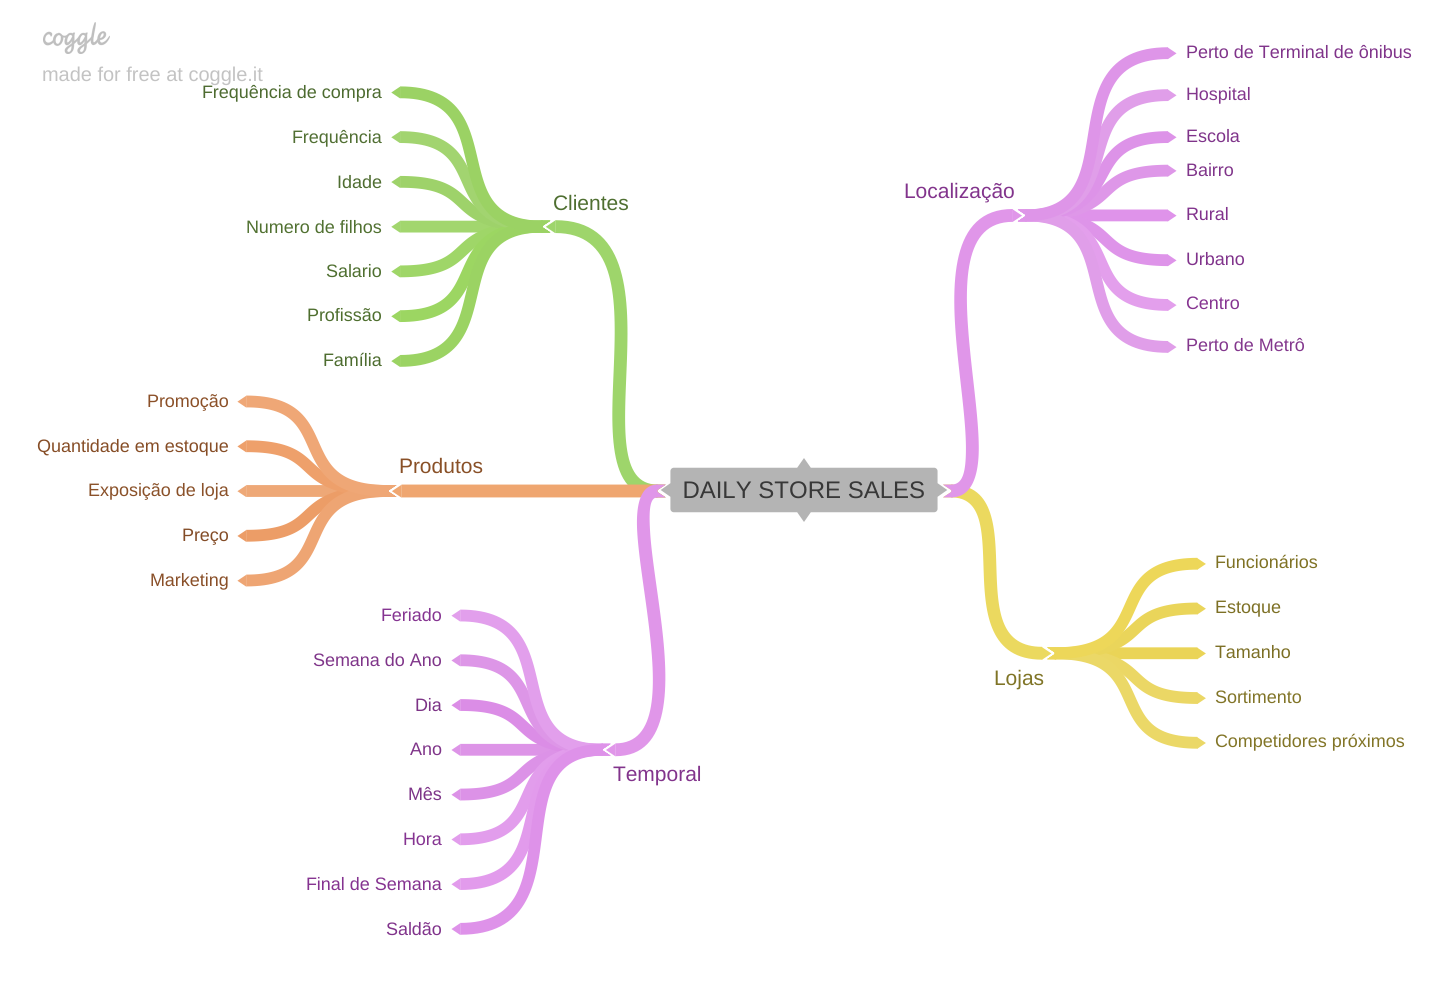 coggle
made for free at coggle.it
Clientes
Frequência de compra
Frequência
Idade
Numero de filhos
Salario
Profissão
Família
Produtos
Promoção
Quantidade em estoque
Exposição de loja
Preço
Marketing
Temporal
Feriado
Semana do Ano
Dia
Ano
Mês
Hora
Final de Semana
Saldão
DAILY STORE SALES
Localização
Perto de Terminal de ônibus
Hospital
Escola
Bairro
Rural
Urbano
Centro
Perto de Metrô
Lojas
Funcionários
Estoque
Tamanho
Sortimento
Competidores próximos